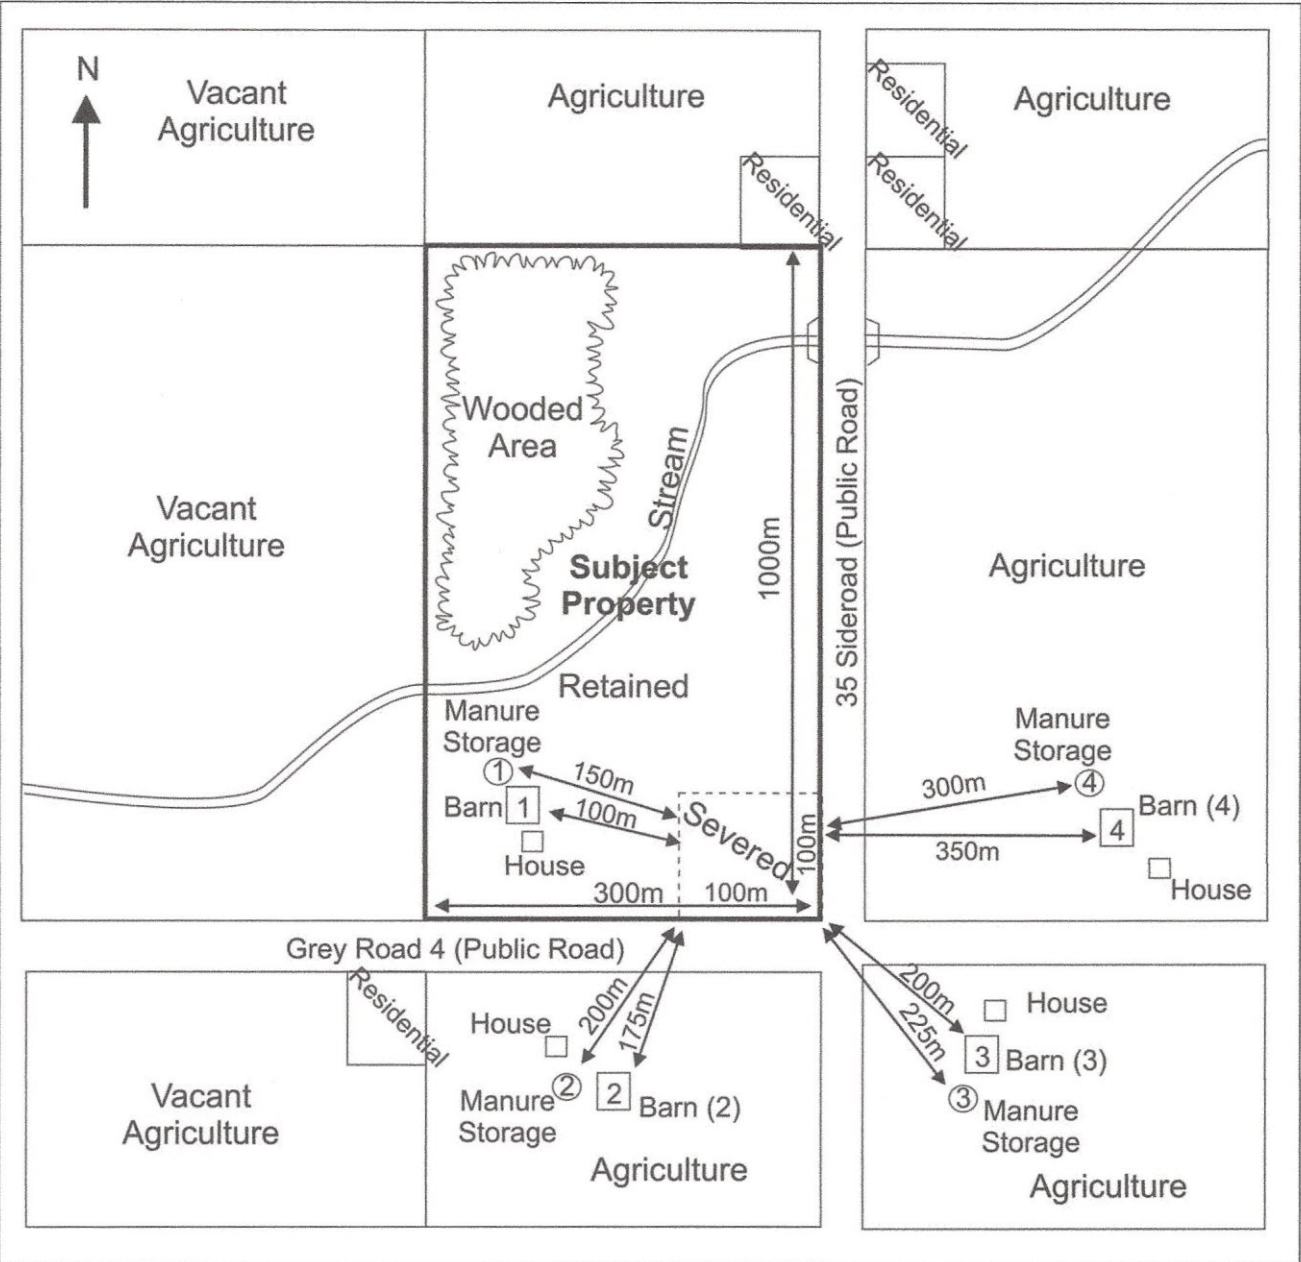 N
Vacant
Agriculture
Agriculture
Residential
Residential
Residential
Agriculture
Wooded
Area
Stream
Subject
Property
Retained
1000m
35 Sideroad (Public Road)
Vacant
Agriculture
Agriculture
Manure
Storage
1
150m
Barn
1
100m
House
Severed
100m
300m
100m
Manure
Storage
4
300m
Barn (4)
4
350m
House
Grey Road 4 (Public Road)
Residential
Vacant
Agriculture
House
200m
175m
2
Manure
Storage
2
Barn (2)
Agriculture
200m
225m
House
3
Barn (3)
3
Manure
Storage
Agriculture